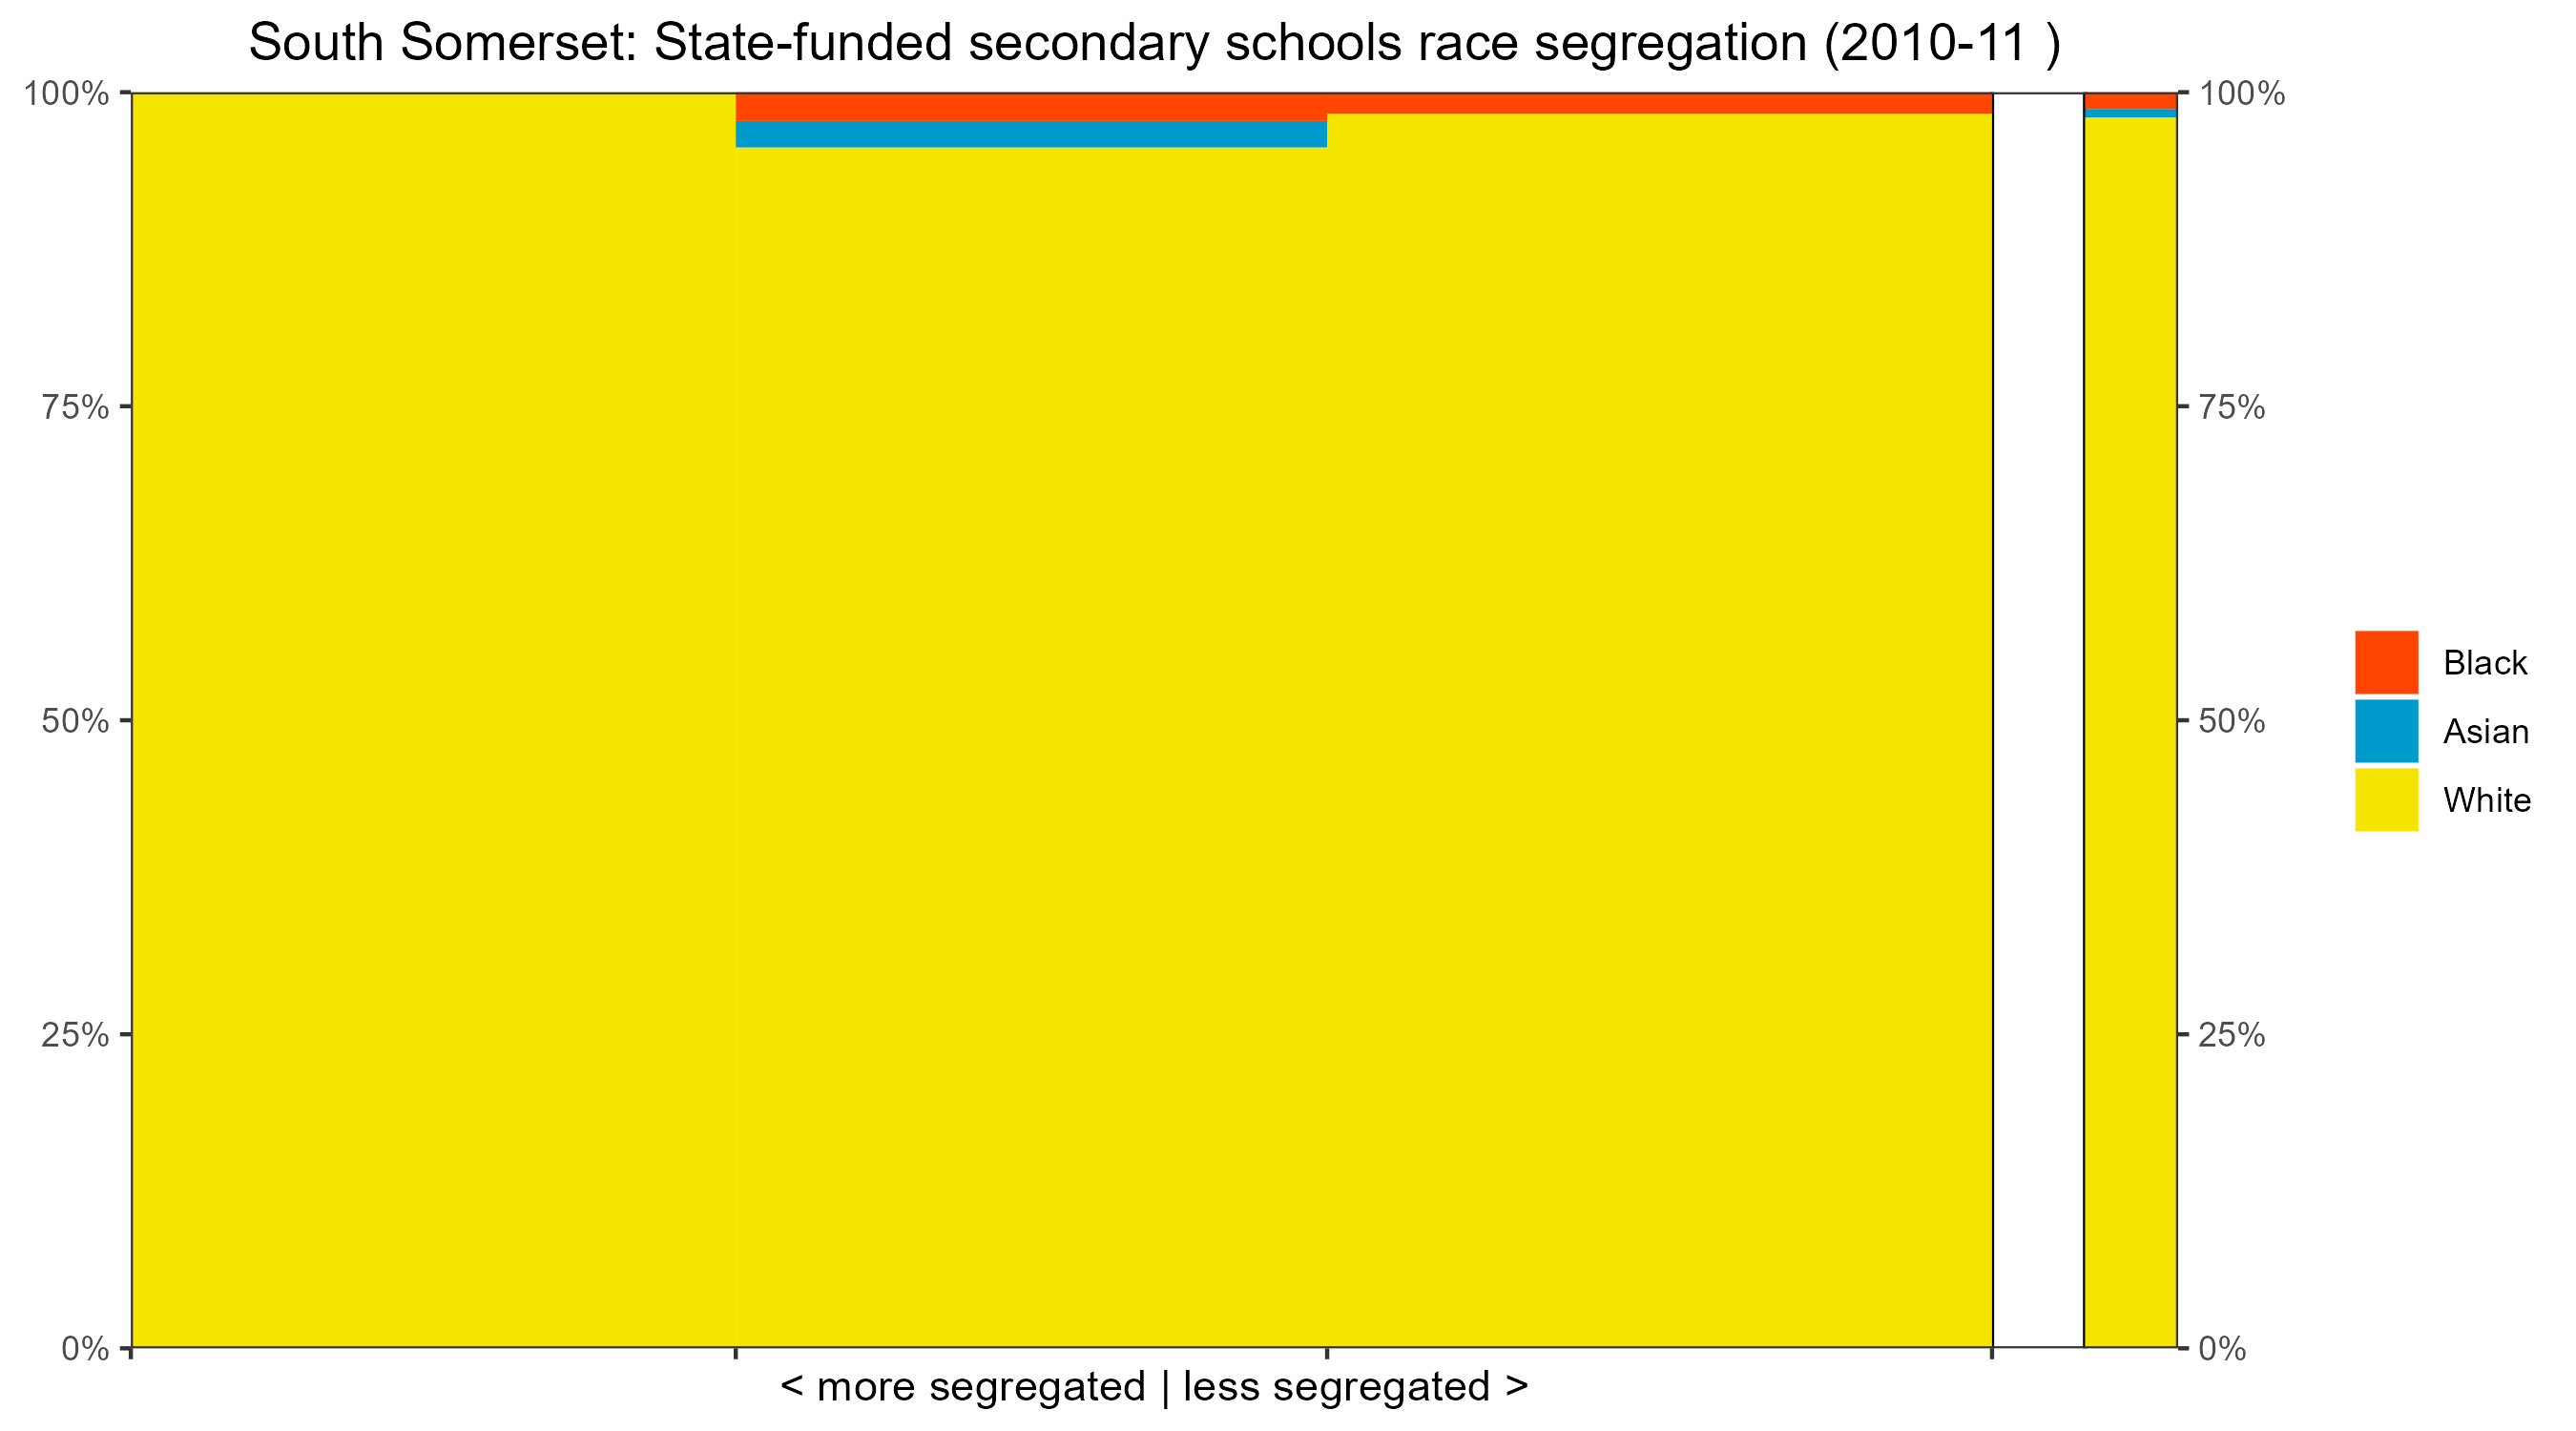 South Somerset: State-funded secondary schools race segregation (2010-11 )
100%
75%
50%
25%
0%
100%
75%
50%
25%
0%
Black
Asian
White
< more segregated | less segregated >